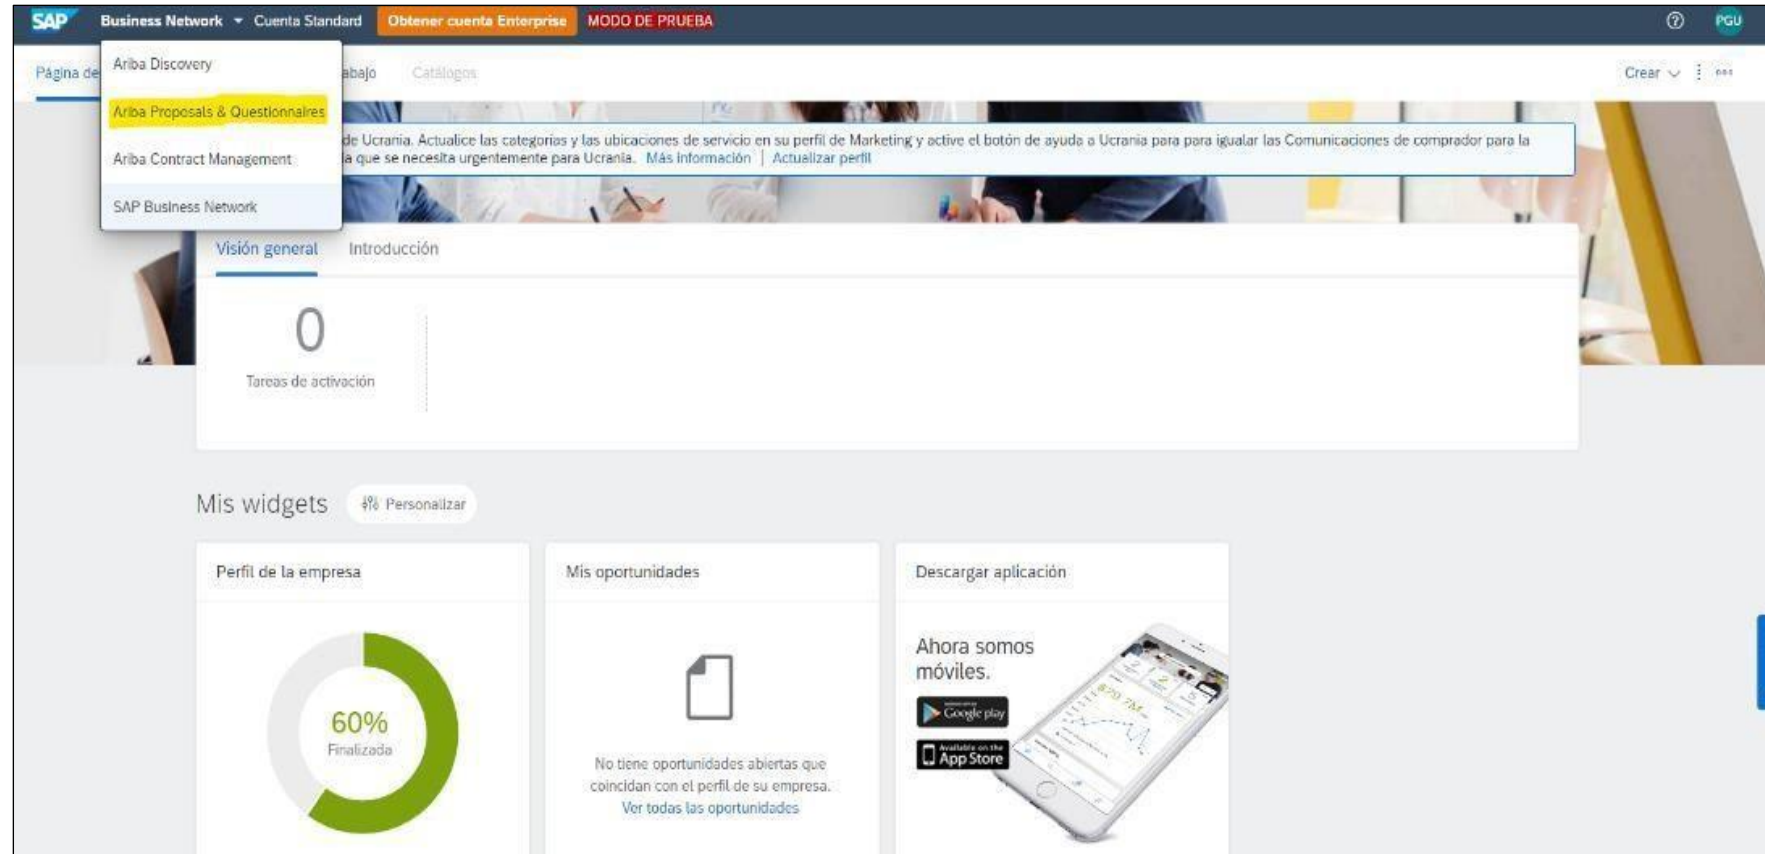 SAP Business Network Cuenta Standard Obtener cuenta Enterprise MODO DE PRUEBA PGU
Página de abajo Catálogos Crear
Ariba Discovery
Ariba Proposals & Questionnaires
Ariba Contract Management
SAP Business Network
de Ucrania. Actualice las categorías y las ubicaciones de servicio en su perfil de Marketing y active el botón de ayuda a Ucrania para para igualar las Comunicaciones de comprador para la
a que se necesita urgentemente para Ucrania. Más información | Actualizar perfil
Visión general Introducción
0
Tareas de activación
Mis widgets Personalizar
Perfil de la empresa
60%
Finalizada
Mis oportunidades
No tiene oportunidades abiertas que
coincidan con el perfil de su empresa.
Ver todas las oportunidades
Descargar aplicación
Ahora somos
móviles.
Google play
Available on the
App Store
$79.7M